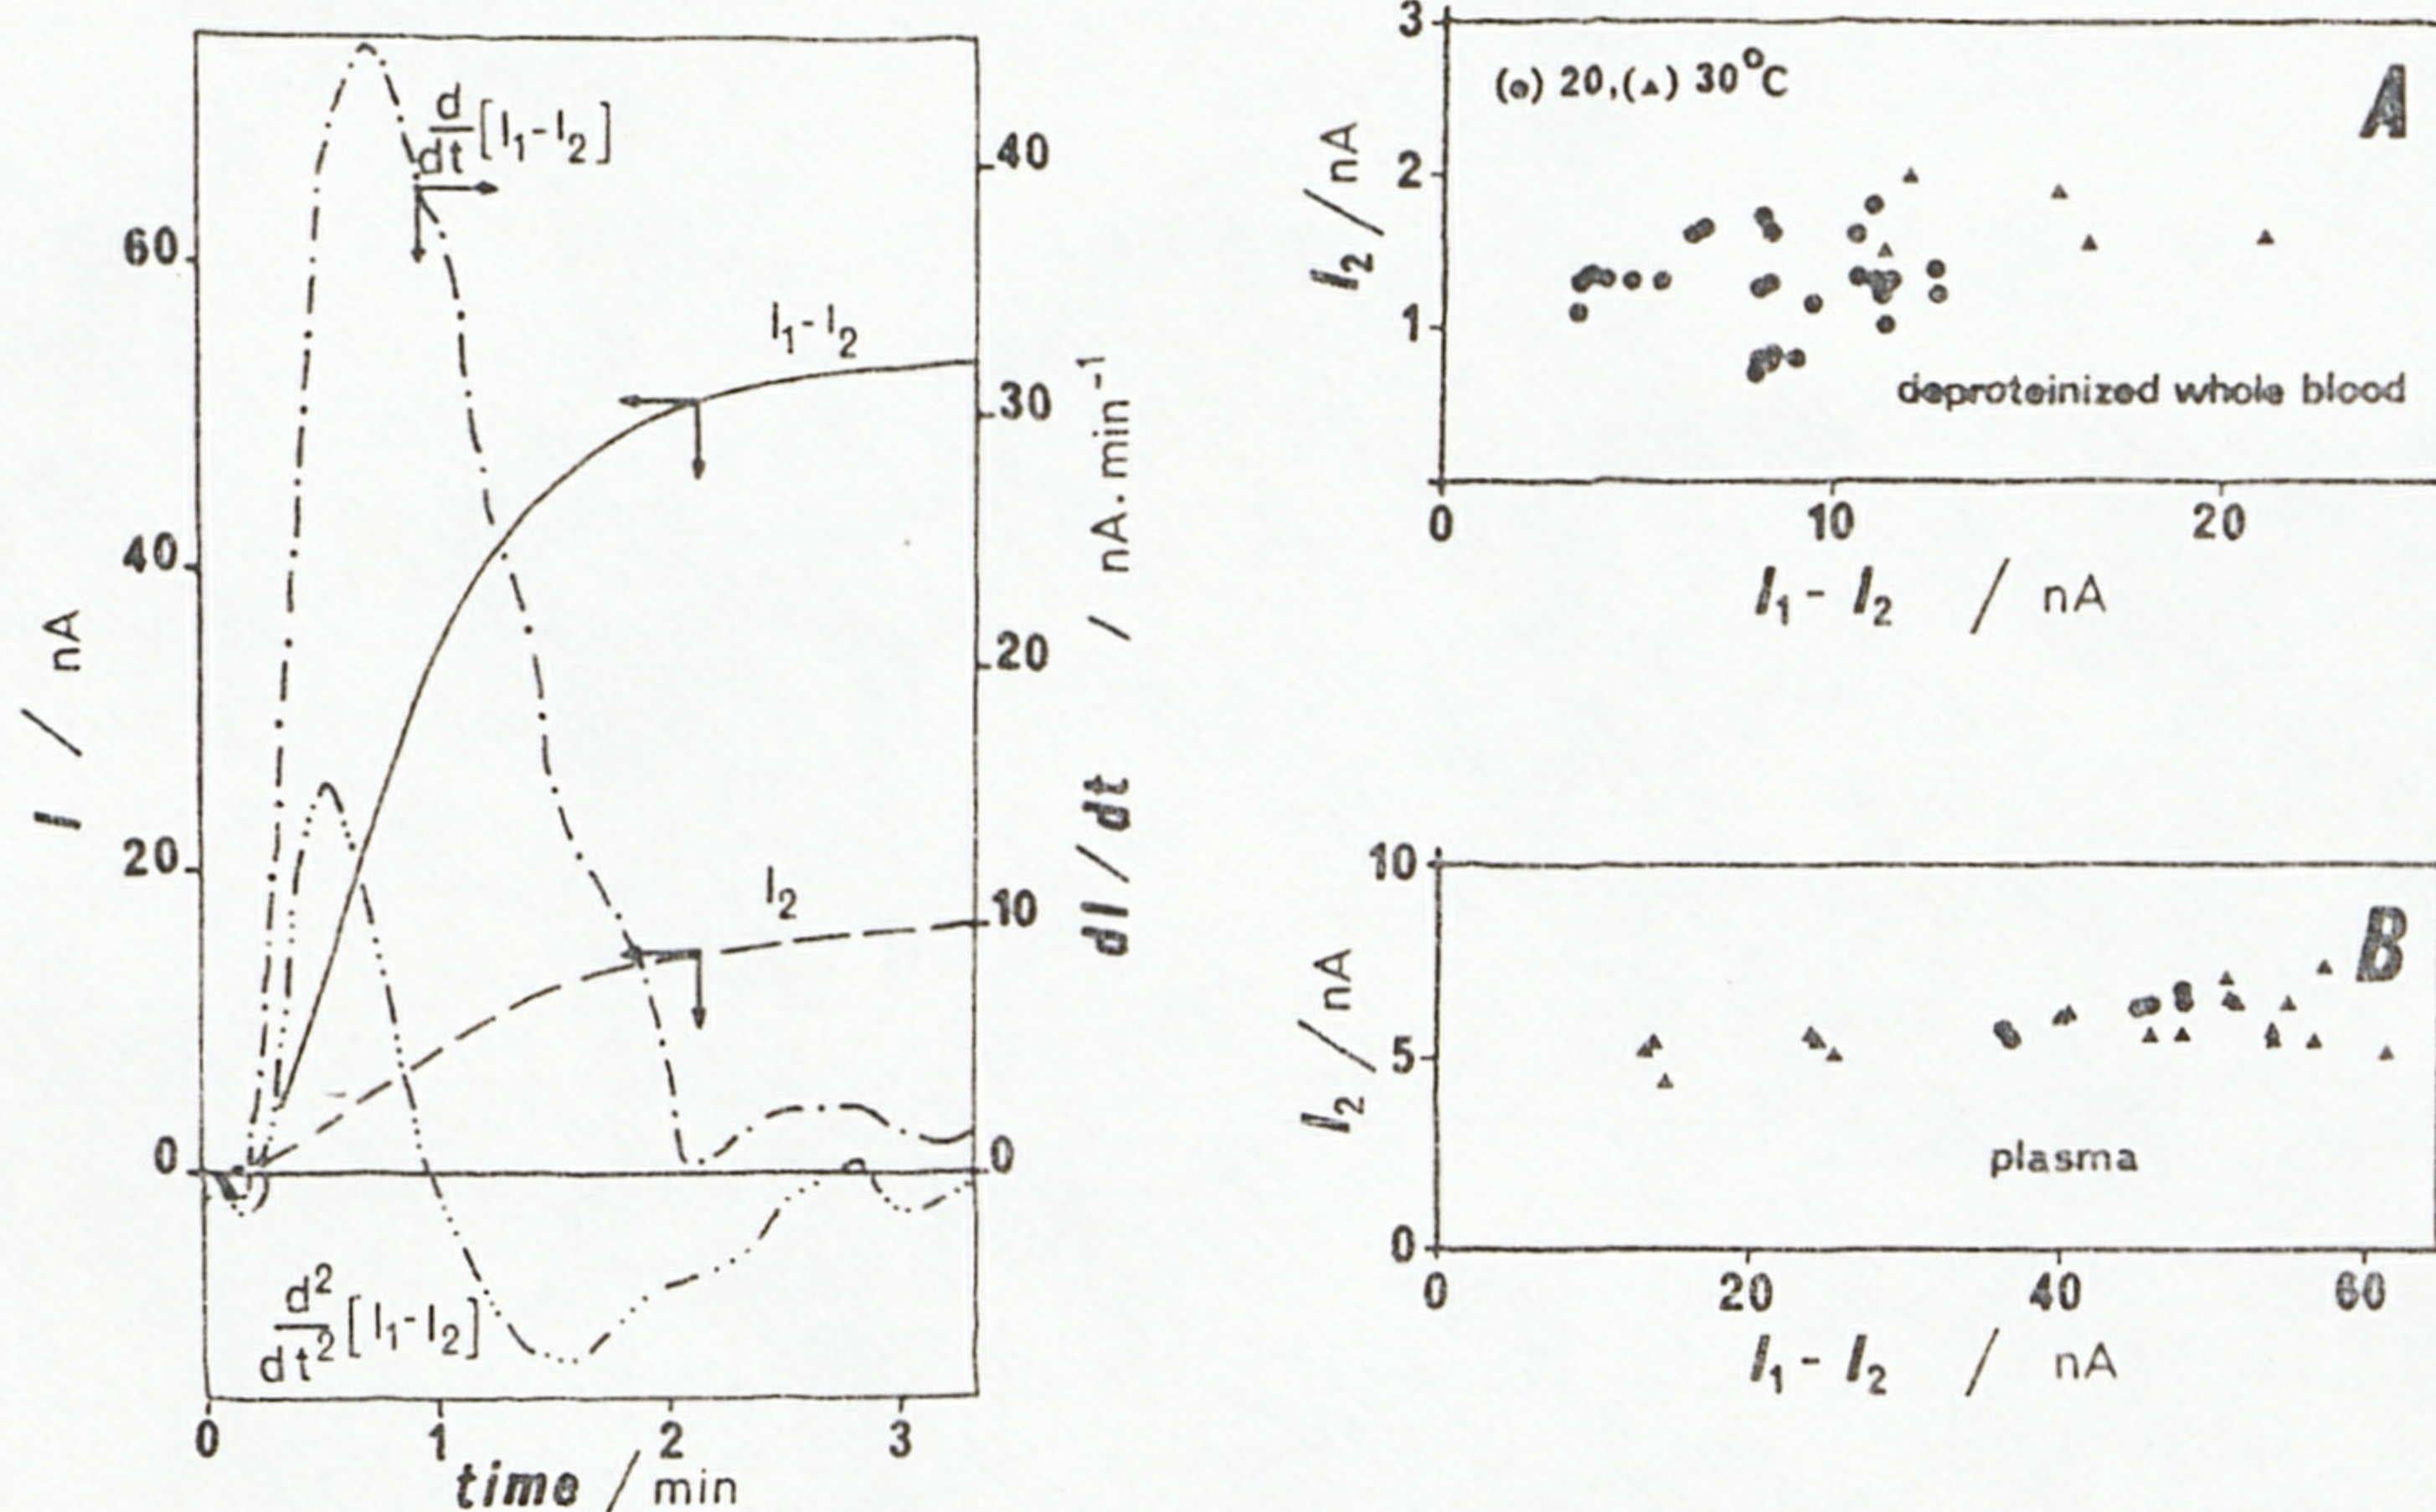 d/dt [I₁-I₂]
I₁-I₂
I₂
d²/dt² [I₁-I₂]
60
40
20
0
I / nA
40
30
20
10
0
dI/dt / nA.min⁻¹
0 1 2 3
time / min
3
2
1
I₂ / nA
(●) 20,(▲) 30°C
A
deproteinized whole blood
0 10 20
I₁ - I₂ / nA
10
5
0
I₂ / nA
B
plasma
0 20 40 60
I₁ - I₂ / nA